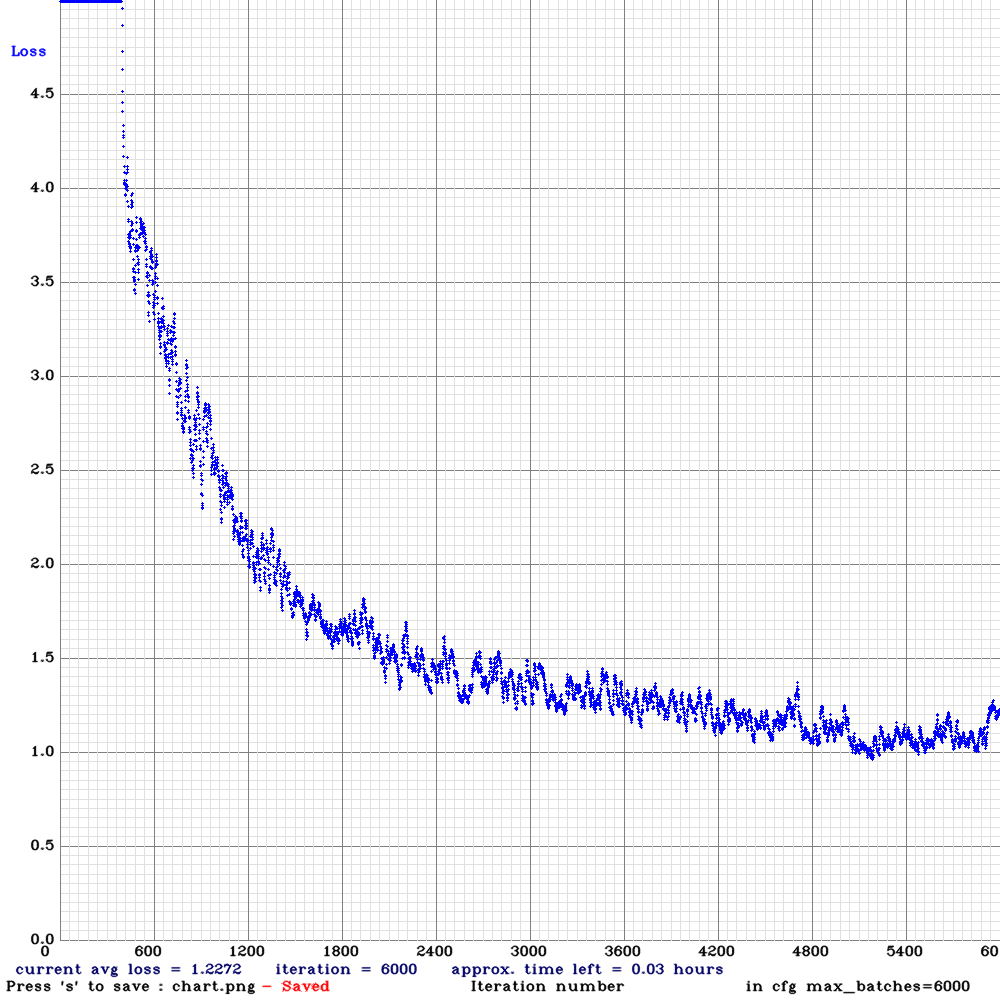 Loss
4.5
4.0
3.5
3.0
2.5
2.0
1.5
1.0
0.5
0.0
0 600 1200 1800 2400 3000 3600 4200 4800 5400 60
current avg loss = 1.2272 iteration = 6000 approx. time left = 0.03 hours
Press 's' to save : chart.png - Saved Iteration number in cfg max_batches=6000